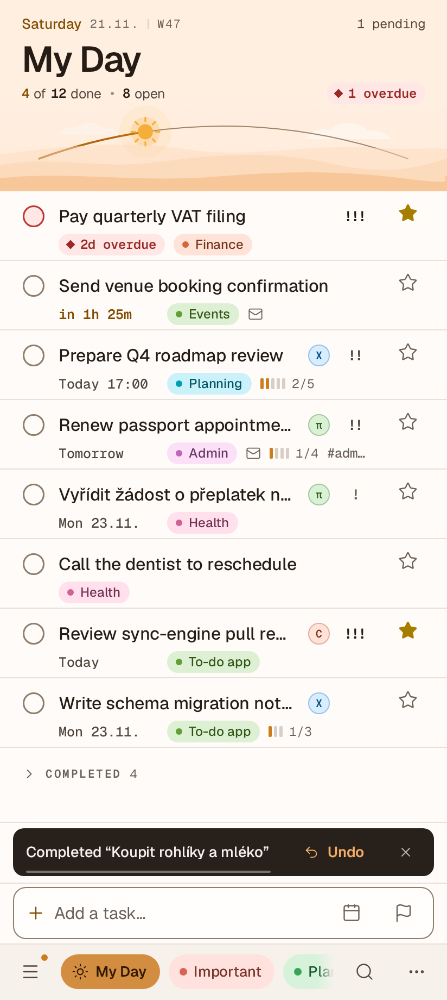 Saturday 21.11. | W47 1 pending
My Day
4 of 12 done • 8 open 1 overdue
Pay quarterly VAT filing !!!
2d overdue Finance
Send venue booking confirmation
in 1h 25m Events
Prepare Q4 roadmap review X !!
Today 17:00 Planning 2/5
Renew passport appointme… π !!
Tomorrow Admin 1/4 #adm…
Vyřídit žádost o přeplatek n… π !
Mon 23.11. Health
Call the dentist to reschedule
Health
Review sync-engine pull re… C !!!
Today To-do app
Write schema migration not… X
Mon 23.11. To-do app 1/3
COMPLETED 4
Completed “Koupit rohlíky a mléko” Undo
Add a task…
My Day Important Pla